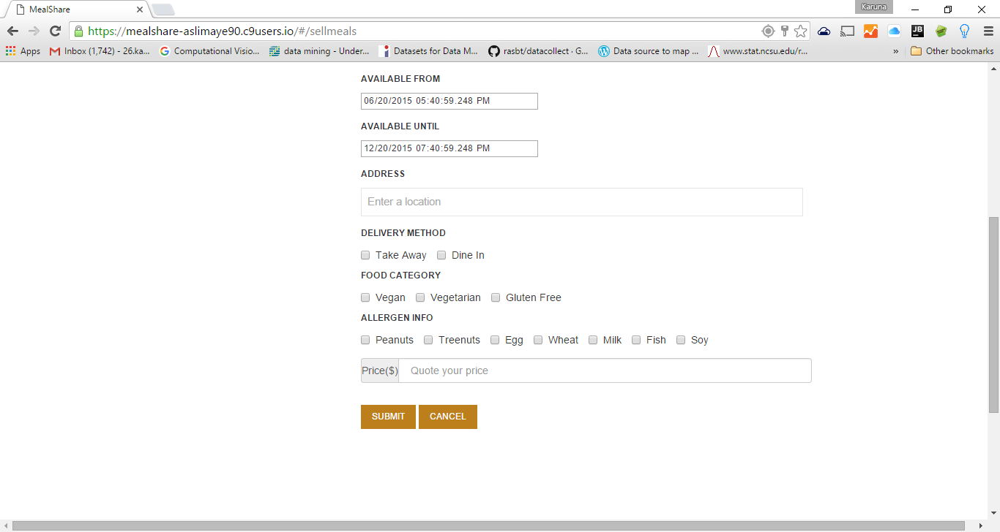 MealShare
Karuna
https://mealshare-aslimaye90.c9users.io/#/sellmeals
JB
Apps Inbox (1,742) - 26.ka... Computational Visio... data mining - Under... Datasets for Data M... rasbt/datacollect · G... Data source to map ... www.stat.ncsu.edu/r... » Other bookmarks
AVAILABLE FROM
06/20/2015 05:40:59.248 PM
AVAILABLE UNTIL
12/20/2015 07:40:59.248 PM
ADDRESS
Enter a location
DELIVERY METHOD
Take Away Dine In
FOOD CATEGORY
Vegan Vegetarian Gluten Free
ALLERGEN INFO
Peanuts Treenuts Egg Wheat Milk Fish Soy
Price($) Quote your price
SUBMIT CANCEL